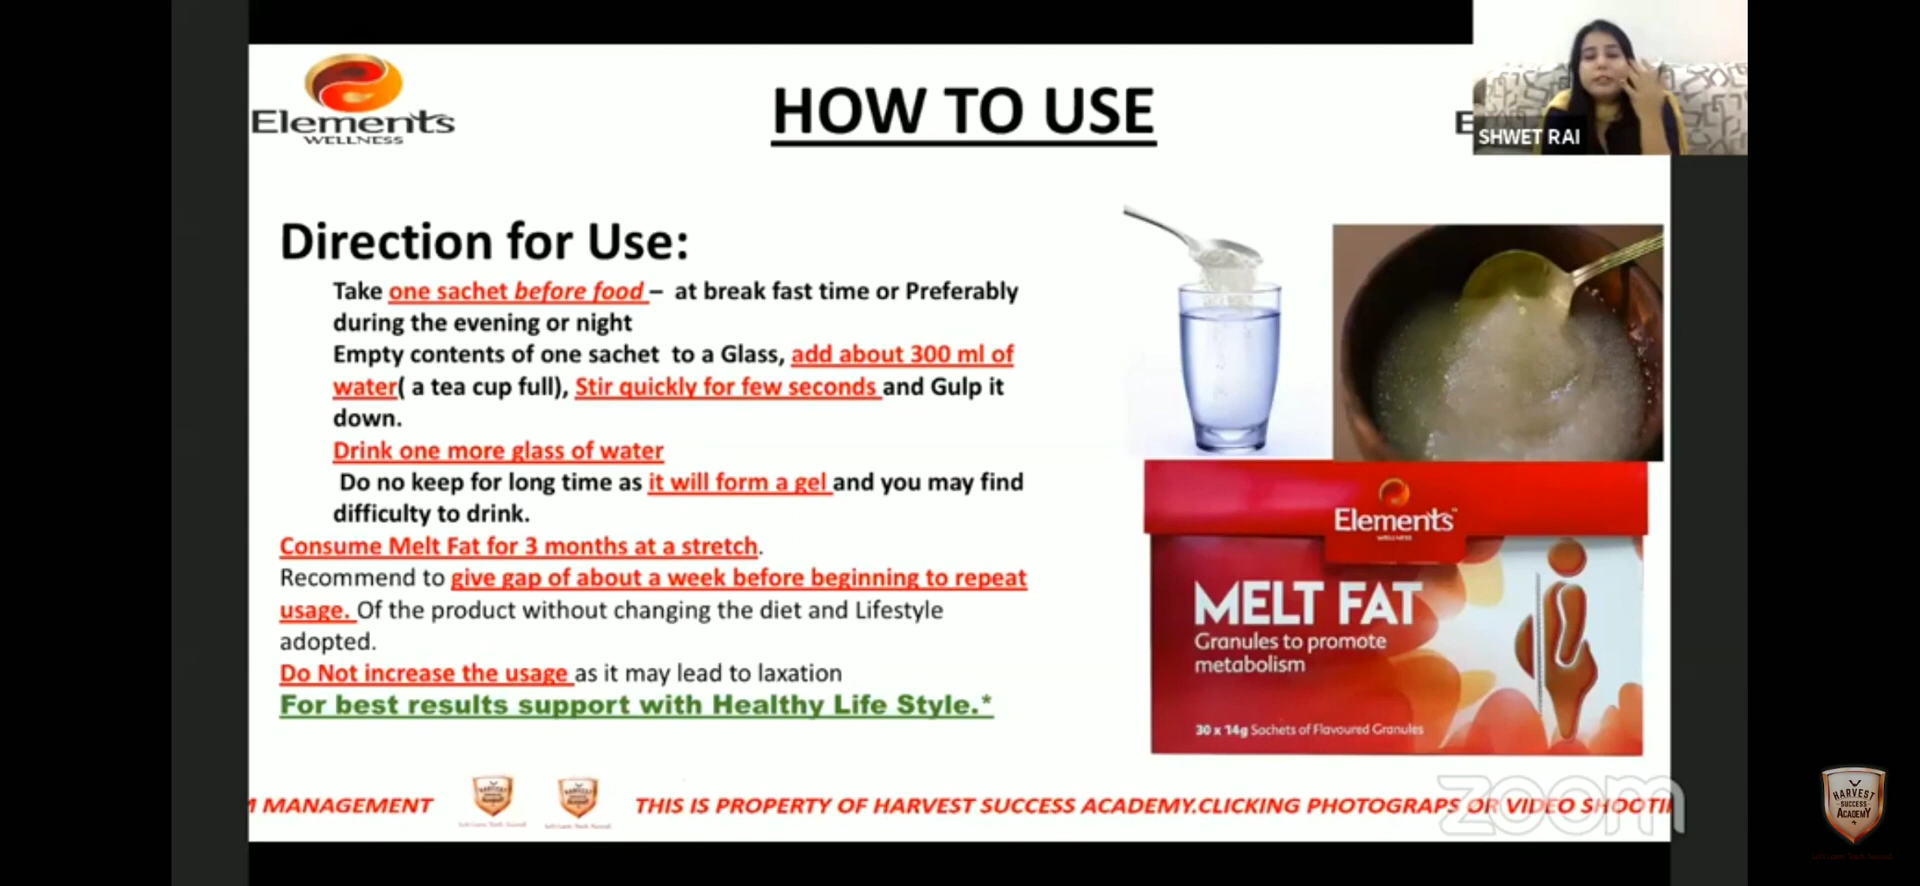 Elements
WELLNESS
HOW TO USE
E
SHWET RAI
Direction for Use:
Take one sachet before food – at break fast time or Preferably
during the evening or night
Empty contents of one sachet to a Glass, add about 300 ml of
water( a tea cup full), Stir quickly for few seconds and Gulp it
down.
Drink one more glass of water
Do no keep for long time as it will form a gel and you may find
difficulty to drink.
Consume Melt Fat for 3 months at a stretch.
Recommend to give gap of about a week before beginning to repeat
usage. Of the product without changing the diet and Lifestyle
adopted.
Do Not increase the usage as it may lead to laxation
For best results support with Healthy Life Style.*
Elements
WELLNESS
MELT FAT
Granules to promote
metabolism
30 x 14g Sachets of Flavoured Granules
MANAGEMENT
THIS IS PROPERTY OF HARVEST SUCCESS ACADEMY.CLICKING PHOTOGRAPS OR VIDEO SHOOTI
zoom
HARVEST
SUCCESS
ACADEMY